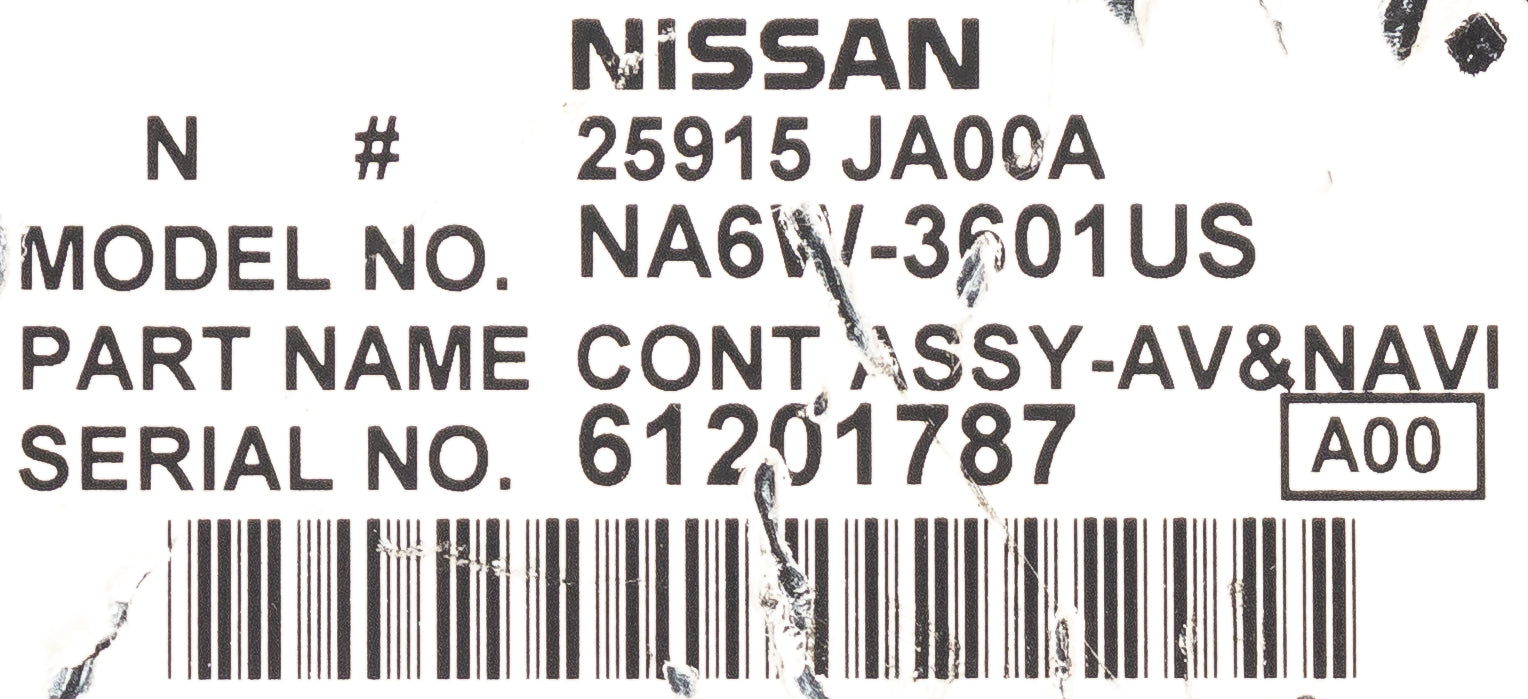 NISSAN
N # 25915 JA00A
MODEL NO. NA6W-3601US
PART NAME CONT ASSY-AV&NAVI
SERIAL NO. 61201787
A00